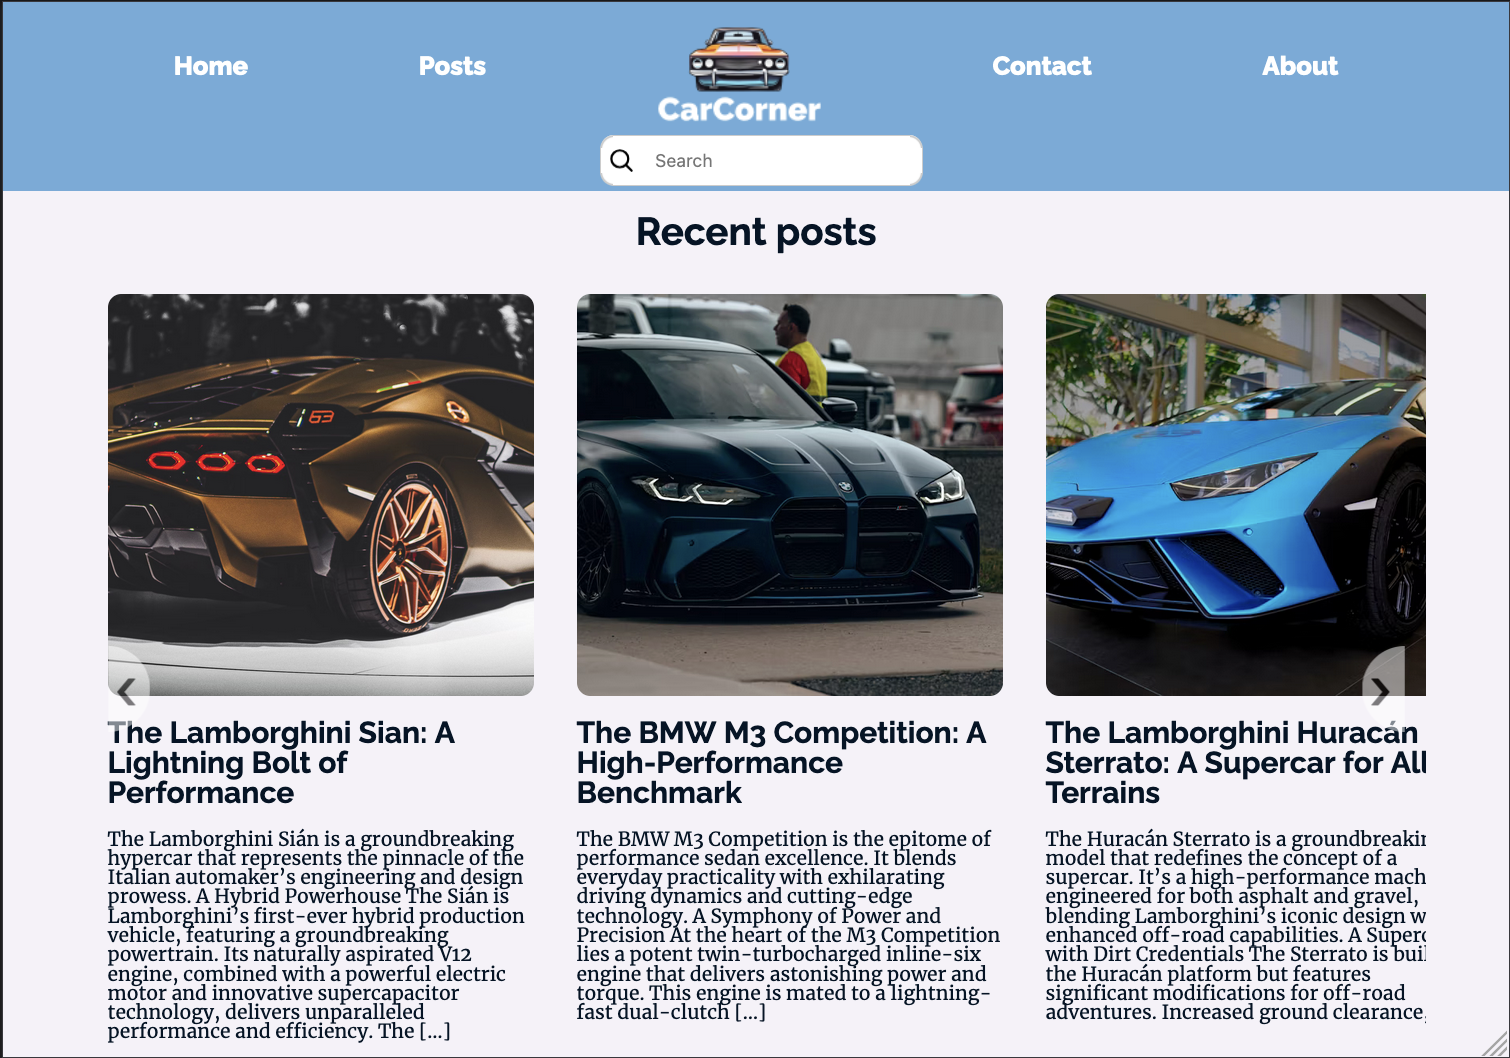 Home
Posts
CarCorner
Contact
About
Search
Recent posts
63
The Lamborghini Sian: A
Lightning Bolt of
Performance
The Lamborghini Sián is a groundbreaking
hypercar that represents the pinnacle of the
Italian automaker’s engineering and design
prowess. A Hybrid Powerhouse The Sián is
Lamborghini’s first-ever hybrid production
vehicle, featuring a groundbreaking
powertrain. Its naturally aspirated V12
engine, combined with a powerful electric
motor and innovative supercapacitor
technology, delivers unparalleled
performance and efficiency. The [...]
The BMW M3 Competition: A
High-Performance
Benchmark
The BMW M3 Competition is the epitome of
performance sedan excellence. It blends
everyday practicality with exhilarating
driving dynamics and cutting-edge
technology. A Symphony of Power and
Precision At the heart of the M3 Competition
lies a potent twin-turbocharged inline-six
engine that delivers astonishing power and
torque. This engine is mated to a lightning-
fast dual-clutch [...]
The Lamborghini Huracán
Sterrato: A Supercar for All
Terrains
The Huracán Sterrato is a groundbreakin
model that redefines the concept of a
supercar. It’s a high-performance mach
engineered for both asphalt and gravel,
blending Lamborghini’s iconic design w
enhanced off-road capabilities. A Superc
with Dirt Credentials The Sterrato is buil
the Huracán platform but features
significant modifications for off-road
adventures. Increased ground clearance,